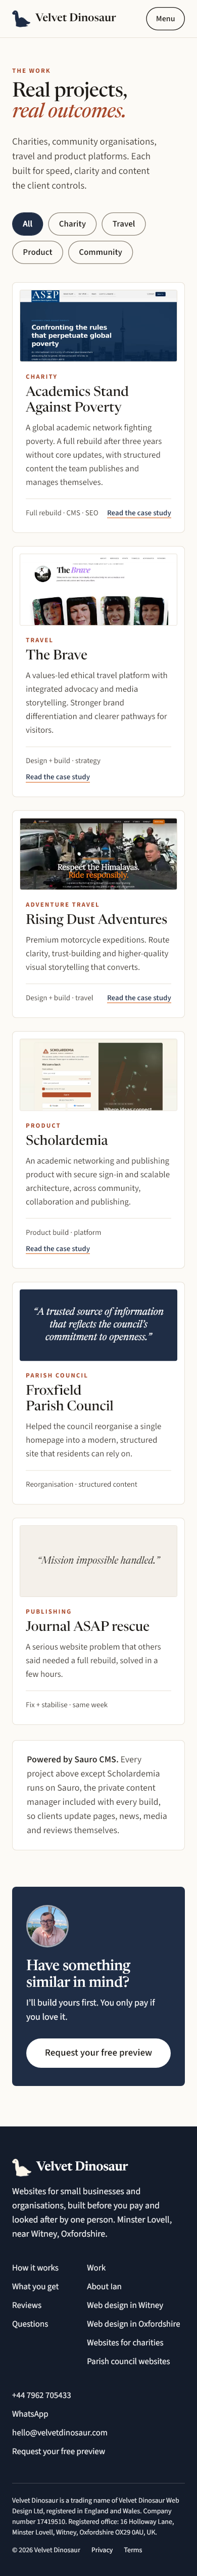 Velvet Dinosaur
Menu
THE WORK
Real projects,
real outcomes.
Charities, community organisations,
travel and product platforms. Each
built for speed, clarity and content
the client controls.
All
Charity
Travel
Product
Community
ASAP
Confronting the rules
that perpetuate global
poverty
CHARITY
Academics Stand
Against Poverty
A global academic network fighting
poverty. A full rebuild after three years
without core updates, with structured
content the team publishes and
manages themselves.
Full rebuild · CMS · SEO
Read the case study
The Brave
TRAVEL
The Brave
A values-led ethical travel platform with
integrated advocacy and media
storytelling. Stronger brand
differentiation and clearer pathways for
visitors.
Design + build · strategy
Read the case study
Respect the Himalayas.
Ride responsibly.
ADVENTURE TRAVEL
Rising Dust Adventures
Premium motorcycle expeditions. Route
clarity, trust-building and higher-quality
visual storytelling that converts.
Design + build · travel
Read the case study
SCHOLARDEMIA
Where ideas connect
PRODUCT
Scholardemia
An academic networking and publishing
product with secure sign-in and scalable
architecture, across community,
collaboration and publishing.
Product build · platform
Read the case study
“A trusted source of information
that reflects the council’s
commitment to openness.”
PARISH COUNCIL
Froxfield
Parish Council
Helped the council reorganise a single
homepage into a modern, structured
site that residents can rely on.
Reorganisation · structured content
“Mission impossible handled.”
PUBLISHING
Journal ASAP rescue
A serious website problem that others
said needed a full rebuild, solved in a
few hours.
Fix + stabilise · same week
Powered by Sauro CMS. Every
project above except Scholardemia
runs on Sauro, the private content
manager included with every build,
so clients update pages, news, media
and reviews themselves.
Have something
similar in mind?
I’ll build yours first. You only pay if
you love it.
Request your free preview
Velvet Dinosaur
Websites for small businesses and
organisations, built before you pay and
looked after by one person. Minster Lovell,
near Witney, Oxfordshire.
How it works
What you get
Reviews
Questions
Work
About Ian
Web design in Witney
Web design in Oxfordshire
Websites for charities
Parish council websites
+44 7962 705433
WhatsApp
hello@velvetdinosaur.com
Request your free preview
Velvet Dinosaur is a trading name of Velvet Dinosaur Web
Design Ltd, registered in England and Wales. Company
number 17419510. Registered office: 16 Holloway Lane,
Minster Lovell, Witney, Oxfordshire OX29 0AU, UK.
© 2026 Velvet Dinosaur
Privacy
Terms